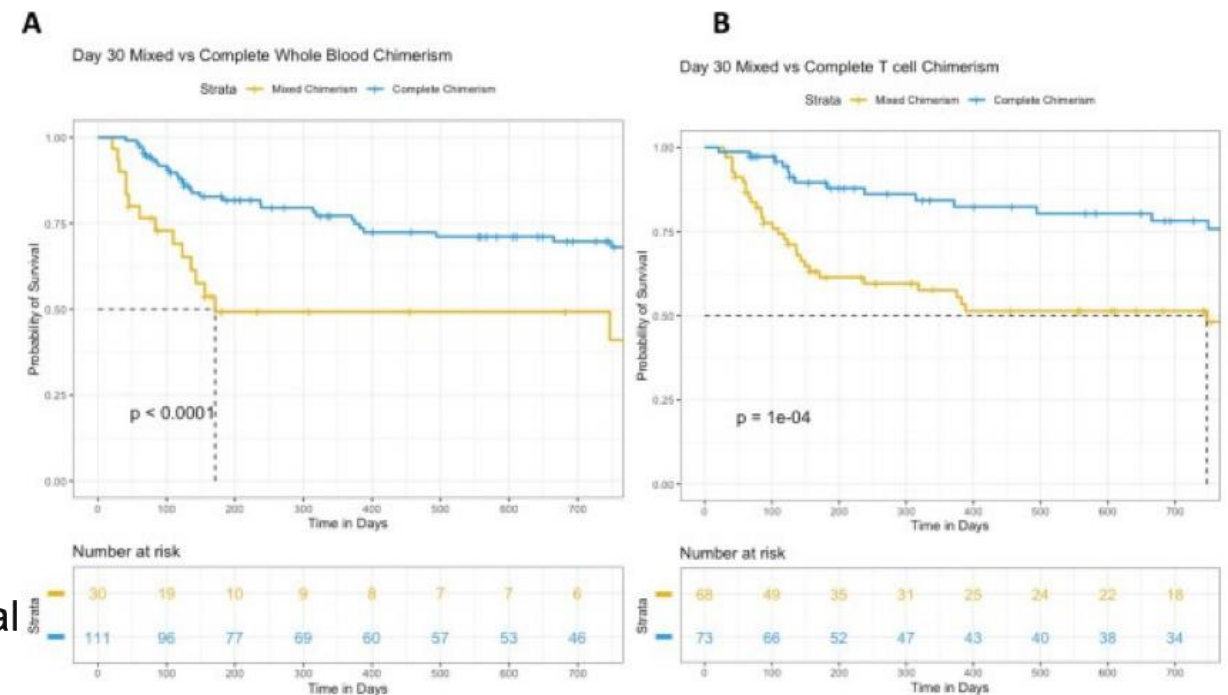 A
Day 30 Mixed vs Complete Whole Blood Chimerism
Strata Mixed Chimerism Complete Chimerism
Probability of Survival
1.00
0.75
0.50
0.25
0.00
p < 0.0001
0 100 200 300 400 500 600 700
Time in Days
Number at risk
al
Strata
30 19 10 9 8 7 7 6
111 96 77 69 60 57 53 46
0 100 200 300 400 500 600 700
Time in Days
B
Day 30 Mixed vs Complete T cell Chimerism
Strata Mixed Chimerism Complete Chimerism
Probability of Survival
1.00
0.75
0.50
0.25
0.00
p = 1e-04
0 100 200 300 400 500 600 700
Time in Days
Number at risk
Strata
68 49 35 31 25 24 22 18
73 66 52 47 43 40 38 34
0 100 200 300 400 500 600 700
Time in Days